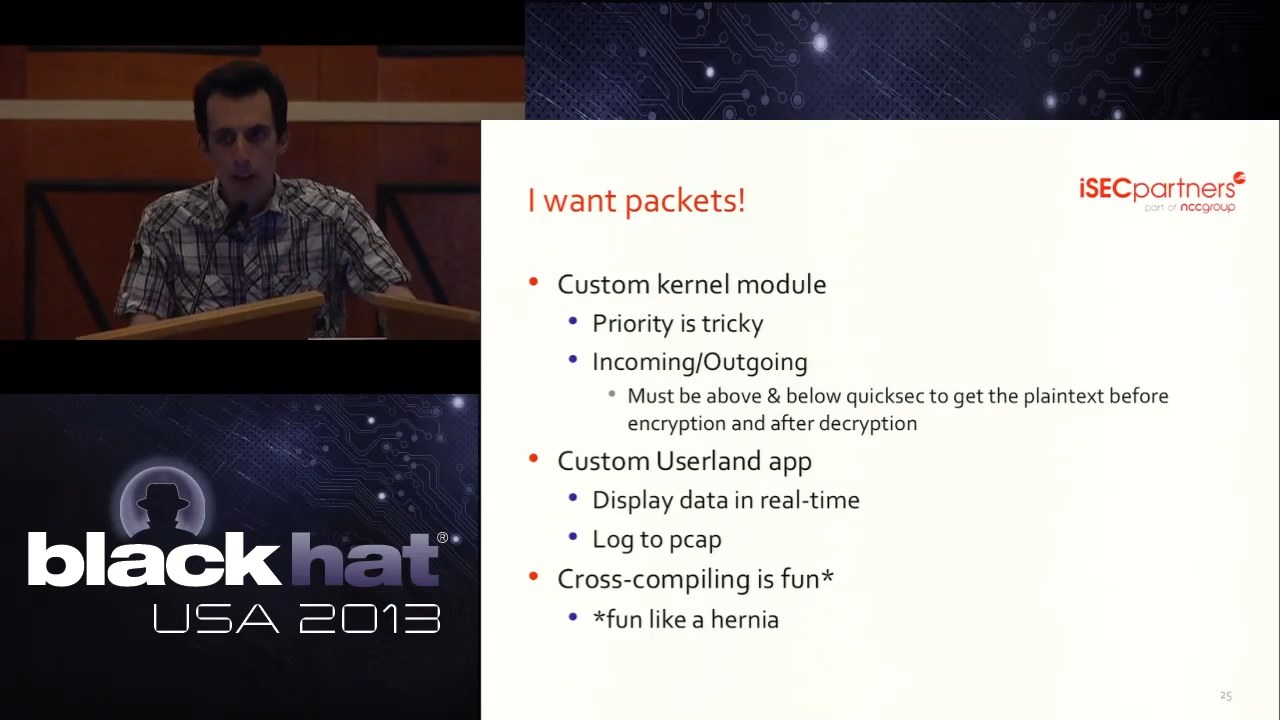 I want packets!
iSECpartners
part of nccgroup
Custom kernel module
Priority is tricky
Incoming/Outgoing
Must be above & below quicksec to get the plaintext before
encryption and after decryption
Custom Userland app
Display data in real-time
Log to pcap
Cross-compiling is fun*
*fun like a hernia
25
blackhat®
USA 2013